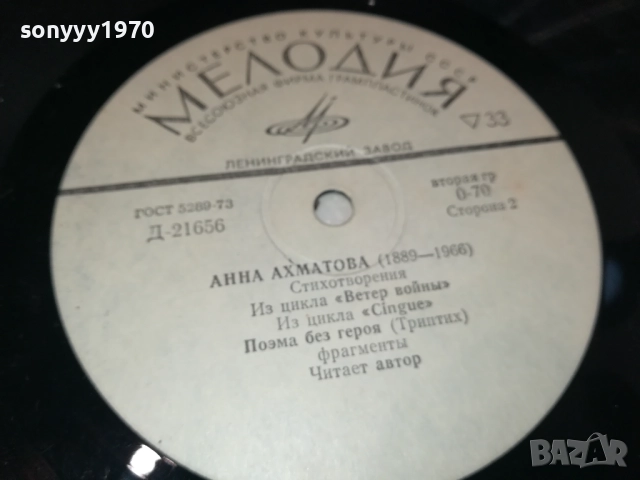 sonyyy1970
МИНИСТЕРСТВО КУЛЬТУРЫ СССР
МЕЛОДИЯ
ВСЕСОЮЗНАЯ ФИРМА ГРАМПЛАСТИНОК
33
ЛЕНИНГРАДСКИЙ ЗАВОД
ГОСТ 5289-73
Д-21656
вторая гр
0-70
Сторона 2
АННА АХМАТОВА (1889—1966)
Стихотворения
Из цикла «Ветер войны»
Из цикла «Cingue»
Поэма без героя (Триптих)
фрагменты
Читает автор
BAZAR